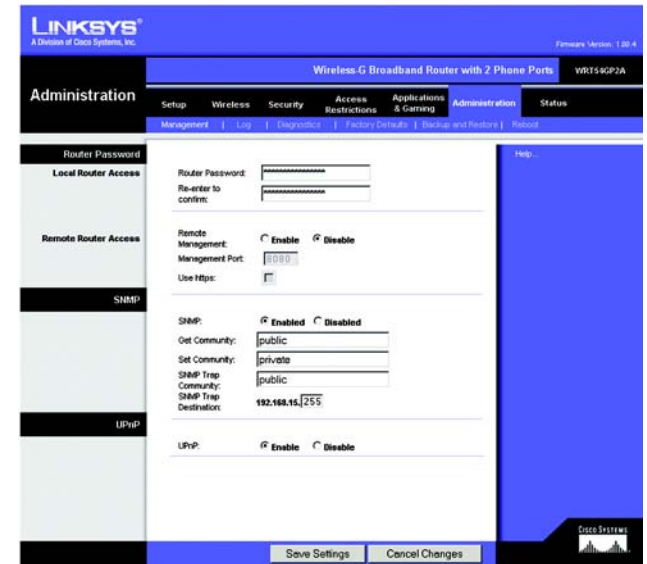 LINKSYS®
A Division of Cisco Systems, Inc.
Firmware Version: 1.00.4
Wireless-G Broadband Router with 2 Phone Ports WRT54GP2A
Administration
Setup Wireless Security Access Restrictions Applications & Gaming Administration Status
Management | Log | Diagnostics | Factory Defaults | Backup and Restore | Reboot
Router Password
Help...
Local Router Access
Router Password:
Re-enter to
confirm:
Remote Router Access
Remote
Management: Enable Disable
Management Port: 8080
Use https:
SNMP
SNMP: Enabled Disabled
Get Community: public
Set Community: private
SNMP Trap
Community: public
SNMP Trap
Destination: 192.168.15.255
UPnP
UPnP: Enable Disable
CISCO SYSTEMS
Save Settings Cancel Changes